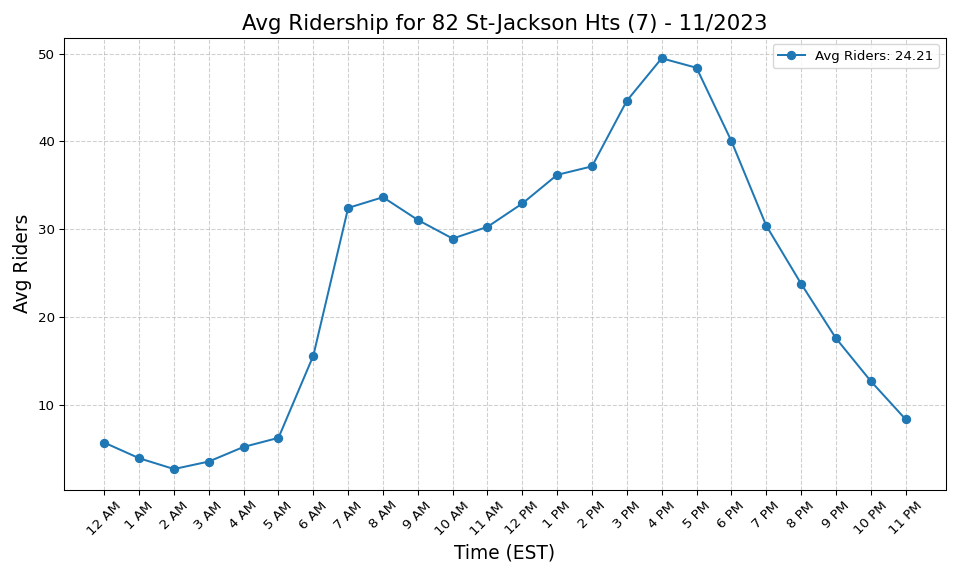 Avg Ridership for 82 St-Jackson Hts (7) - 11/2023
Avg Riders: 24.21
Avg Riders
50
40
30
20
10
12 AM
1 AM
2 AM
3 AM
4 AM
5 AM
6 AM
7 AM
8 AM
9 AM
10 AM
11 AM
12 PM
1 PM
2 PM
3 PM
4 PM
5 PM
6 PM
7 PM
8 PM
9 PM
10 PM
11 PM
Time (EST)